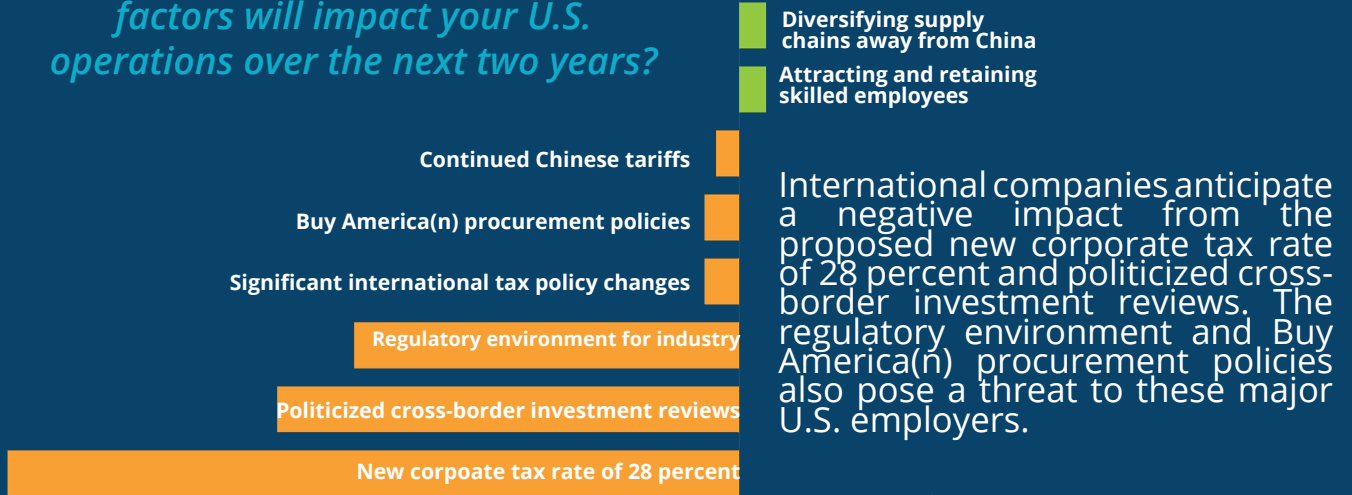 factors will impact your U.S.
operations over the next two years?
Diversifying supply
chains away from China
Attracting and retaining
skilled employees
Continued Chinese tariffs
Buy America(n) procurement policies
Significant international tax policy changes
Regulatory environment for industry
Politicized cross-border investment reviews
New corpoate tax rate of 28 percent
International companies anticipate
a negative impact from the
proposed new corporate tax rate
of 28 percent and politicized cross-
border investment reviews. The
regulatory environment and Buy
America(n) procurement policies
also pose a threat to these major
U.S. employers.